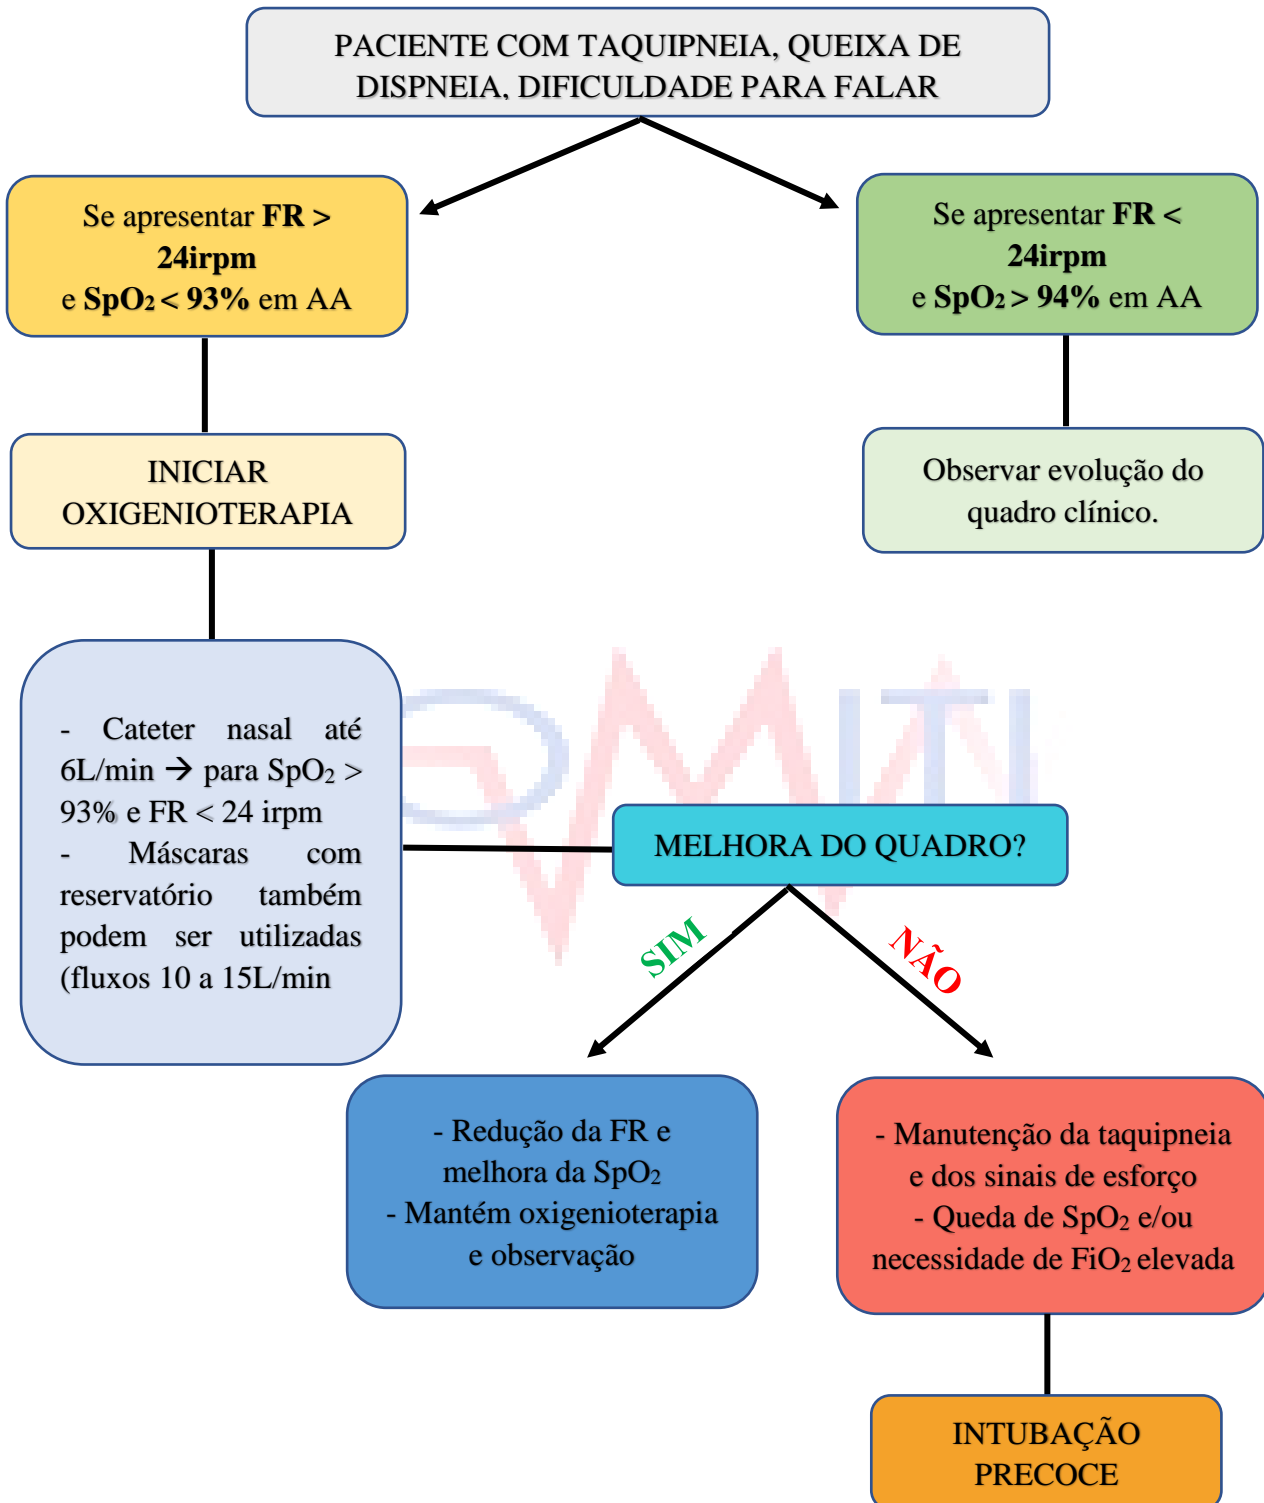 PACIENTE COM TAQUIPNEIA, QUEIXA DE
DISPNEIA, DIFICULDADE PARA FALAR
Se apresentar FR >
24irpm
e SpO₂ < 93% em AA
Se apresentar FR <
24irpm
e SpO₂ > 94% em AA
INICIAR
OXIGENIOTERAPIA
Observar evolução do
quadro clínico.
- Cateter nasal até
6L/min → para SpO₂ >
93% e FR < 24 irpm
- Máscaras com
reservatório também
podem ser utilizadas
(fluxos 10 a 15L/min
MELHORA DO QUADRO?
SIM
NÃO
- Redução da FR e
melhora da SpO₂
- Mantém oxigenioterapia
e observação
- Manutenção da taquipneia
e dos sinais de esforço
- Queda de SpO₂ e/ou
necessidade de FiO₂ elevada
INTUBAÇÃO
PRECOCE